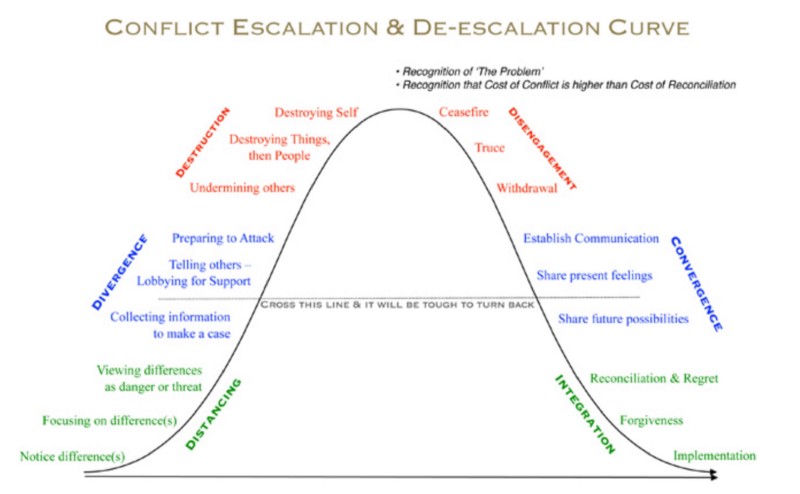 CONFLICT ESCALATION & DE-ESCALATION CURVE
• Recognition of 'The Problem'
• Recognition that Cost of Conflict is higher than Cost of Reconciliation
DESTRUCTION
Destroying Self
Destroying Things,
then People
Undermining others
Ceasefire
Truce
Withdrawal
DISENGAGEMENT
DIVERGENCE
Preparing to Attack
Telling others –
Lobbying for Support
Collecting information
to make a case
Establish Communication
Share present feelings
Share future possibilities
CONVERGENCE
CROSS THIS LINE & IT WILL BE TOUGH TO TURN BACK
Viewing differences
as danger or threat
Focusing on difference(s)
Notice difference(s)
DISTANCING
INTEGRATION
Reconciliation & Regret
Forgiveness
Implementation